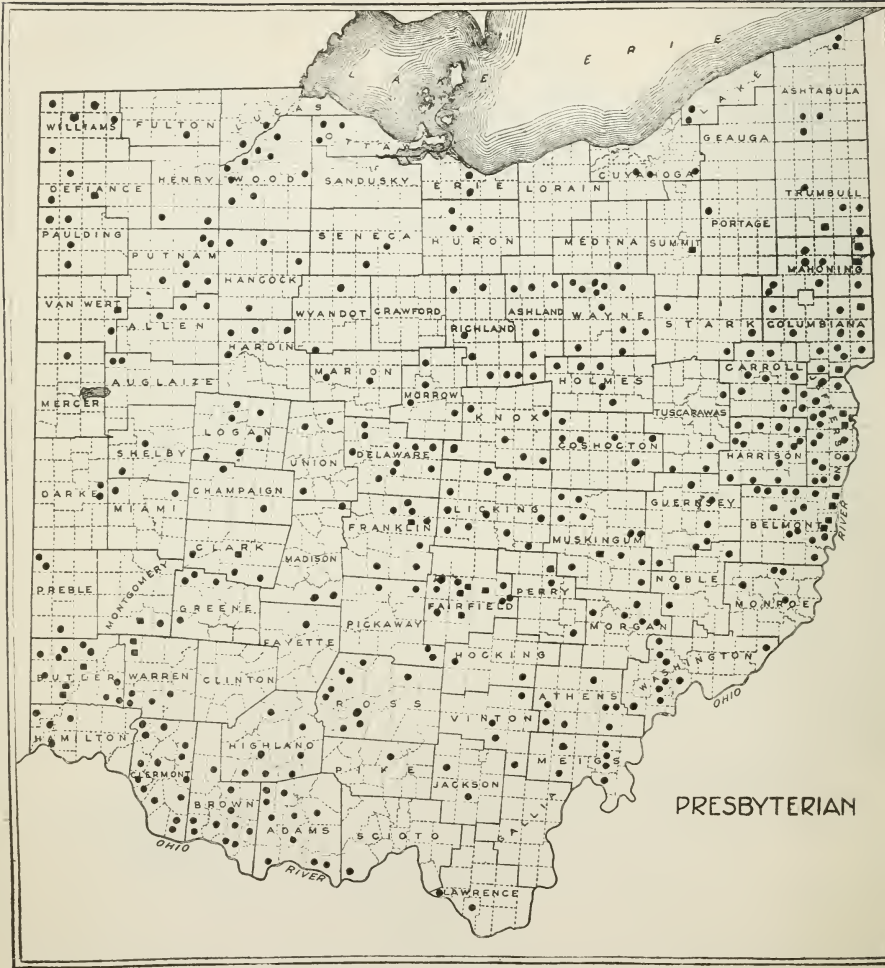 LAKE ERIE
LAKE
ASHTABULA
LUCAS
WILLIAMS
FULTON
OTTAWA
GEAUGA
CUYAHOGA
DEFIANCE
HENRY
WOOD
SANDUSKY
ERIE
LORAIN
TRUMBULL
PAULDING
PUTNAM
SENECA
HURON
MEDINA
SUMMIT
PORTAGE
MAHONING
HANCOCK
VAN WERT
ALLEN
WYANDOT
CRAWFORD
RICHLAND
ASHLAND
WAYNE
STARK
COLUMBIANA
HARDIN
AUGLAIZE
MARION
MERCER
MORROW
HOLMES
CARROLL
JEFFERSON
LOGAN
KNOX
TUSCARAWAS
SHELBY
UNION
DELAWARE
COSHOCTON
HARRISON
DARKE
MIAMI
CHAMPAIGN
LICKING
GUERNSEY
BELMONT
FRANKLIN
MUSKINGUM
RIVER
CLARK
MADISON
PREBLE
MONTGOMERY
GREENE
FAIRFIELD
PERRY
NOBLE
MONROE
FAYETTE
PICKAWAY
MORGAN
BUTLER
WARREN
CLINTON
HOCKING
WASHINGTON
ROSS
ATHENS
OHIO
HAMILTON
VINTON
HIGHLAND
MEIGS
CLERMONT
PIKE
JACKSON
BROWN
ADAMS
SCIOTO
GALLIA
PRESBYTERIAN
OHIO
RIVER
LAWRENCE